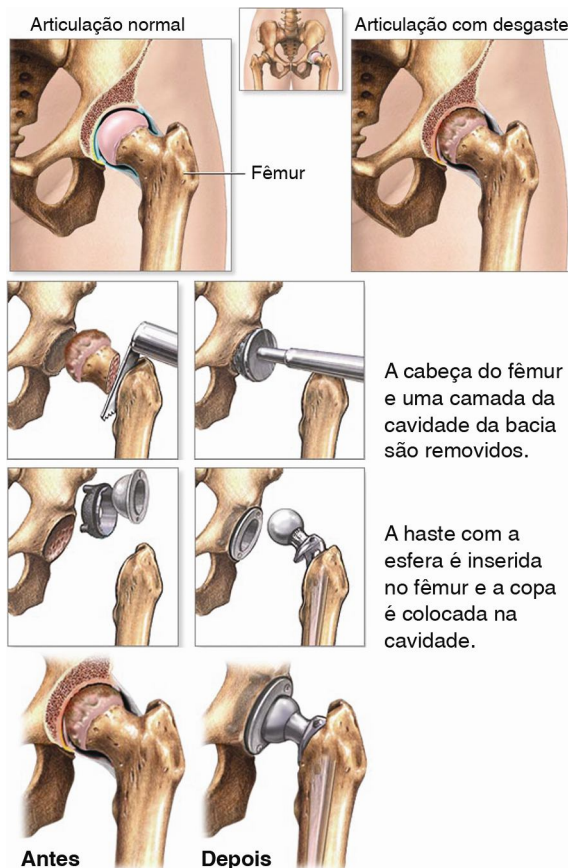 Articulação normal
Articulação com desgaste
Fêmur
A cabeça do fêmur
e uma camada da
cavidade da bacia
são removidos.
A haste com a
esfera é inserida
no fêmur e a copa
é colocada na
cavidade.
Antes
Depois